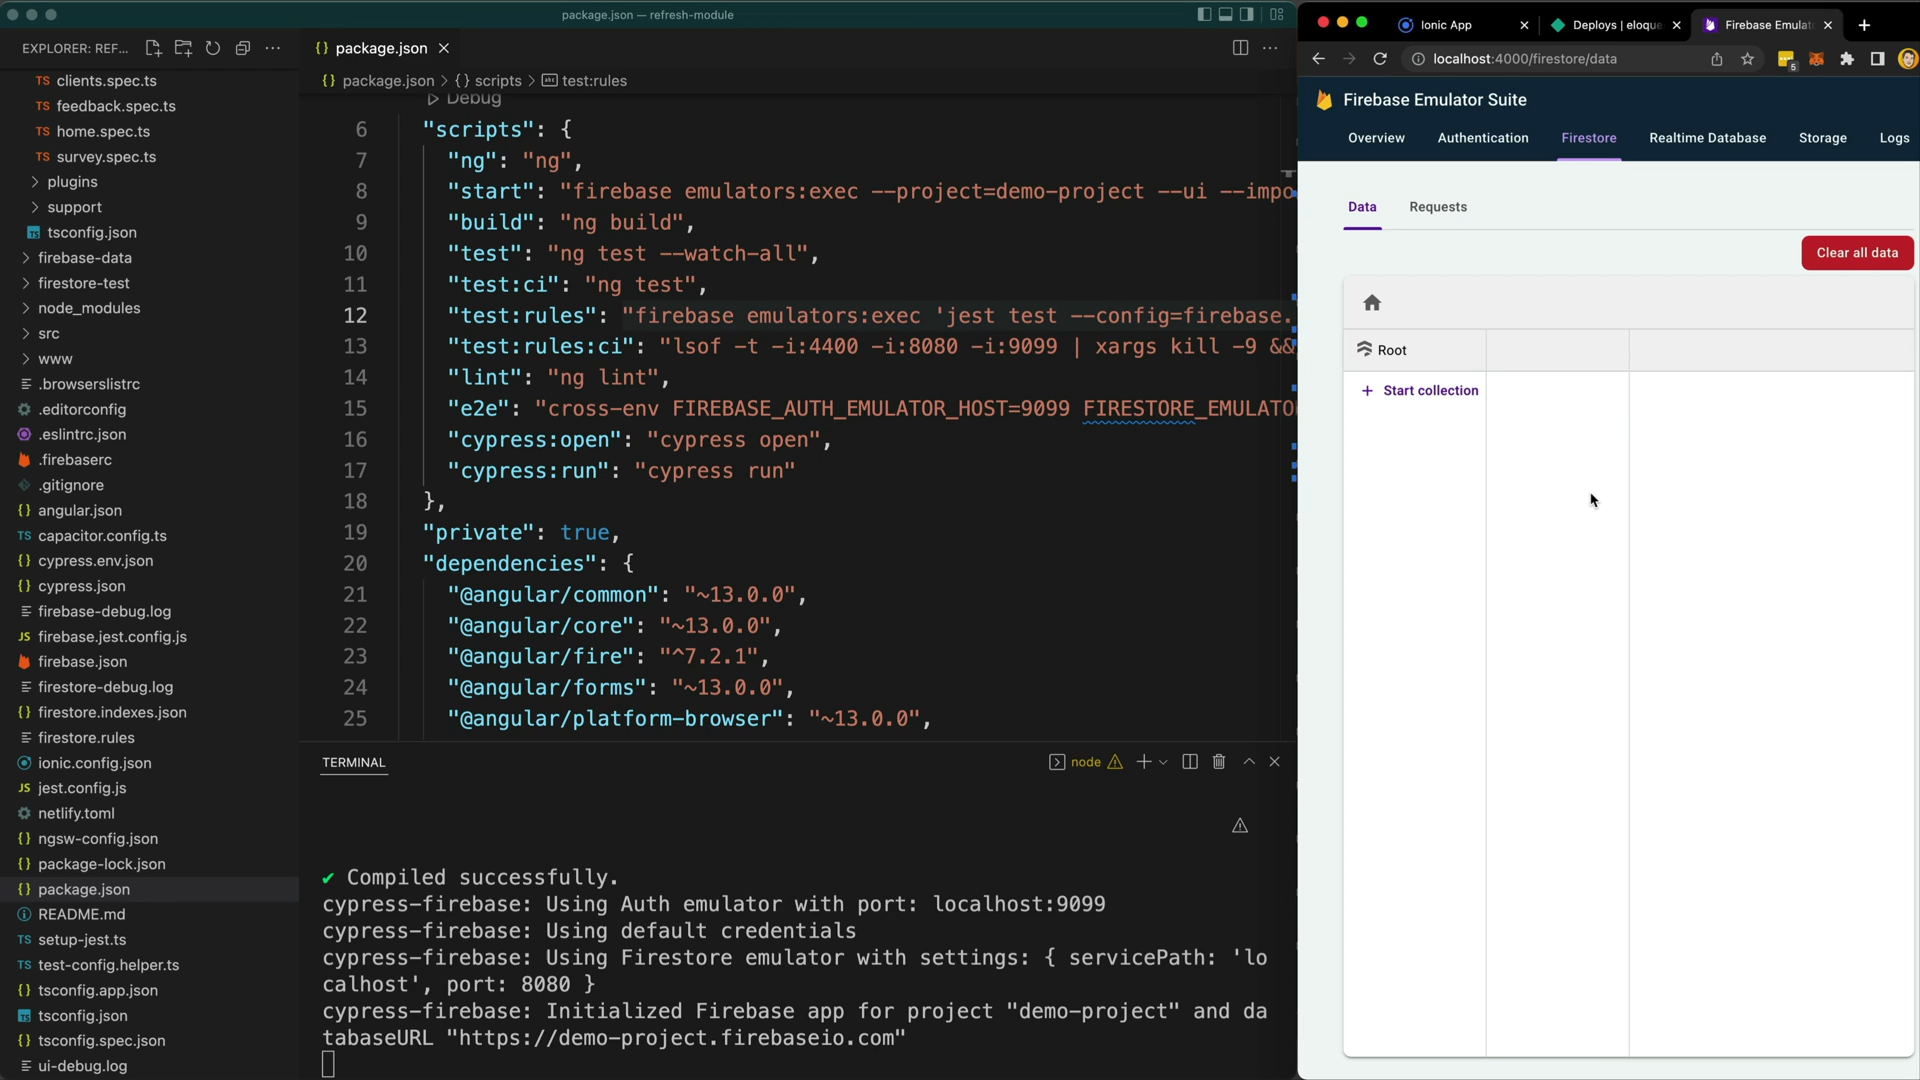 package.json — refresh-module
EXPLORER: REF...
clients.spec.ts
feedback.spec.ts
home.spec.ts
survey.spec.ts
plugins
support
tsconfig.json
firebase-data
firestore-test
node_modules
src
www
.browserslistrc
.editorconfig
.eslintrc.json
.firebaserc
.gitignore
angular.json
capacitor.config.ts
cypress.env.json
cypress.json
firebase-debug.log
firebase.jest.config.js
firebase.json
firestore-debug.log
firestore.indexes.json
firestore.rules
ionic.config.json
jest.config.js
netlify.toml
ngsw-config.json
package-lock.json
package.json
README.md
setup-jest.ts
test-config.helper.ts
tsconfig.app.json
tsconfig.json
tsconfig.spec.json
ui-debug.log
package.json
package.json > {} scripts > test:rules
Debug
6 "scripts": {
7 "ng": "ng",
8 "start": "firebase emulators:exec --project=demo-project --ui --impo
9 "build": "ng build",
10 "test": "ng test --watch-all",
11 "test:ci": "ng test",
12 "test:rules": "firebase emulators:exec 'jest test --config=firebase.
13 "test:rules:ci": "lsof -t -i:4400 -i:8080 -i:9099 | xargs kill -9 &&
14 "lint": "ng lint",
15 "e2e": "cross-env FIREBASE_AUTH_EMULATOR_HOST=9099 FIRESTORE_EMULATO
16 "cypress:open": "cypress open",
17 "cypress:run": "cypress run"
18 },
19 "private": true,
20 "dependencies": {
21 "@angular/common": "~13.0.0",
22 "@angular/core": "~13.0.0",
23 "@angular/fire": "^7.2.1",
24 "@angular/forms": "~13.0.0",
25 "@angular/platform-browser": "~13.0.0",
TERMINAL
node
✔ Compiled successfully.
cypress-firebase: Using Auth emulator with port: localhost:9099
cypress-firebase: Using default credentials
cypress-firebase: Using Firestore emulator with settings: { servicePath: 'lo
calhost', port: 8080 }
cypress-firebase: Initialized Firebase app for project "demo-project" and da
tabaseURL "https://demo-project.firebaseio.com"
Ionic App
Deploys | eloque
Firebase Emulat
localhost:4000/firestore/data
5
Firebase Emulator Suite
Overview
Authentication
Firestore
Realtime Database
Storage
Logs
Data
Requests
Clear all data
Root
+ Start collection